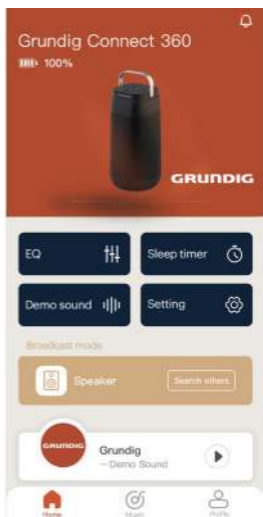 Grundig Connect 360
100%
GRUNDIG
EQ
Sleep timer
Demo sound
Setting
Broadcast mode
Speaker
Search others
GRUNDIG
Grundig
—Demo Sound
Home
Music
Profile